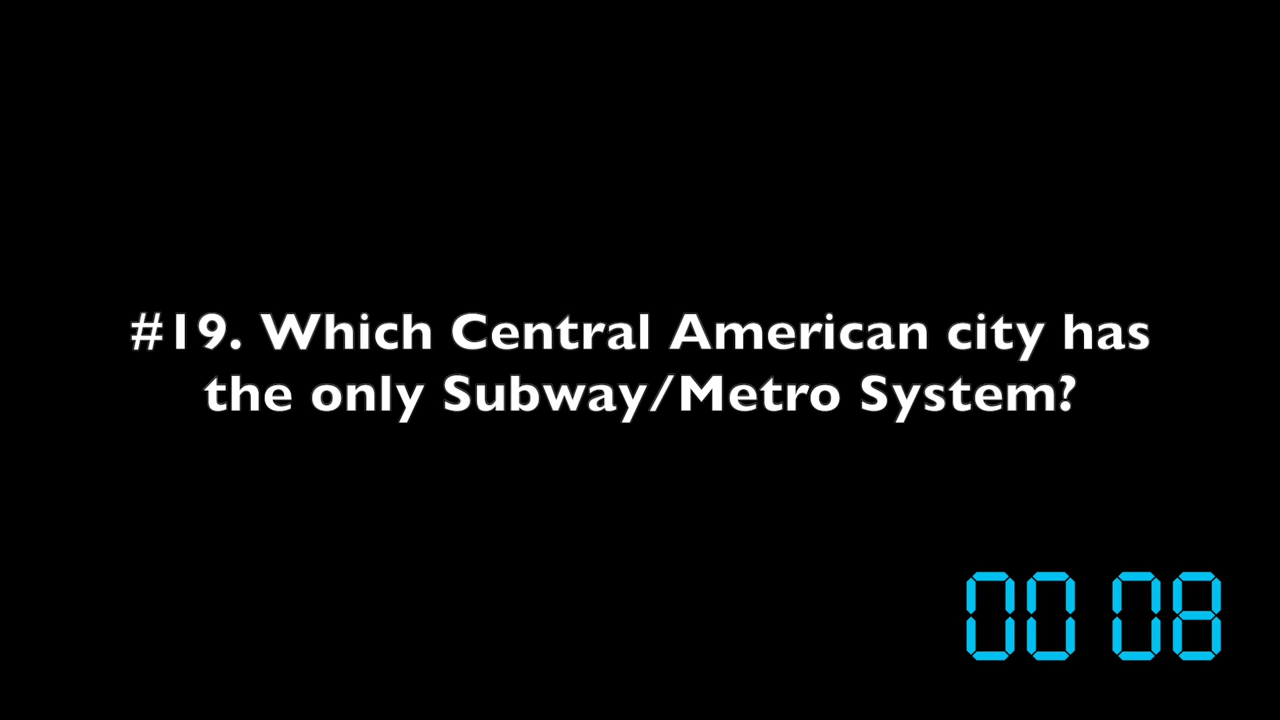 #19. Which Central American city has
the only Subway/Metro System?
00 08